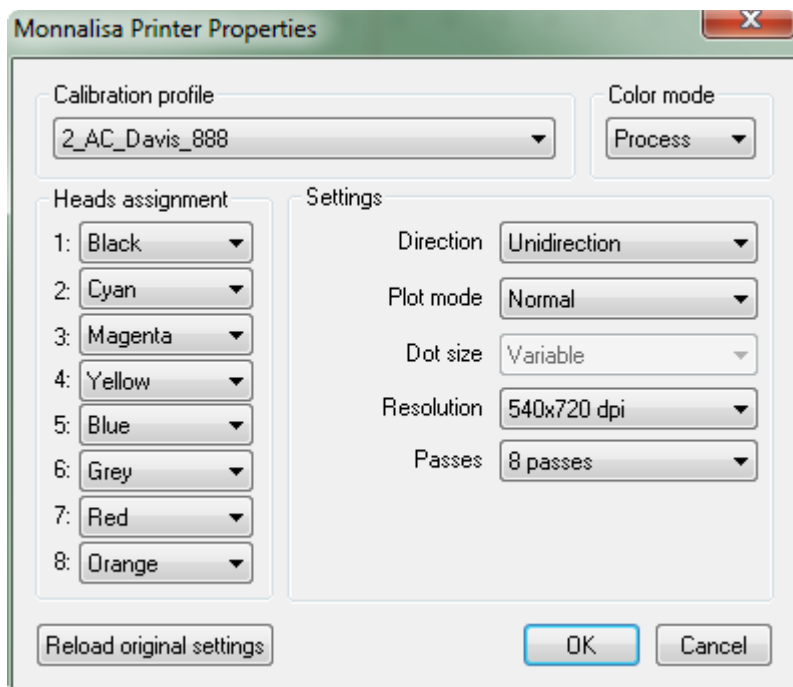 Monnalisa Printer Properties
Calibration profile
2_AC_Davis_888
Color mode
Process
Heads assignment
1: Black
2: Cyan
3: Magenta
4: Yellow
5: Blue
6: Grey
7: Red
8: Orange
Settings
Direction Unidirection
Plot mode Normal
Dot size Variable
Resolution 540x720 dpi
Passes 8 passes
Reload original settings
OK
Cancel